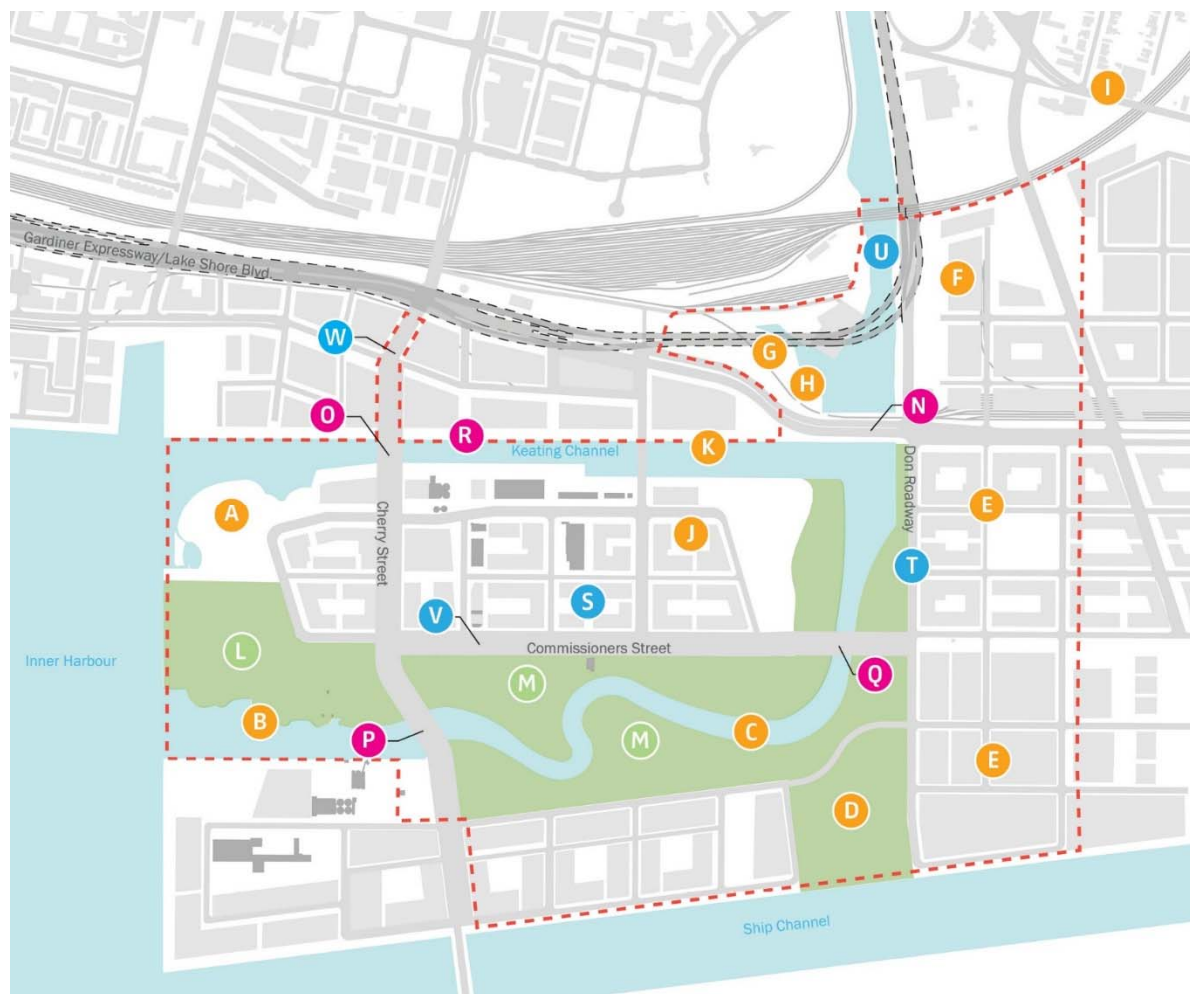 I
Gardiner Expressway/Lake Shore Blvd.
U
F
W
G
H
O
R
N
K
Keating Channel
Don Roadway
A
Cherry Street
E
J
T
S
V
Commissioners Street
Inner Harbour
L
M
Q
B
P
M
C
E
D
Ship Channel